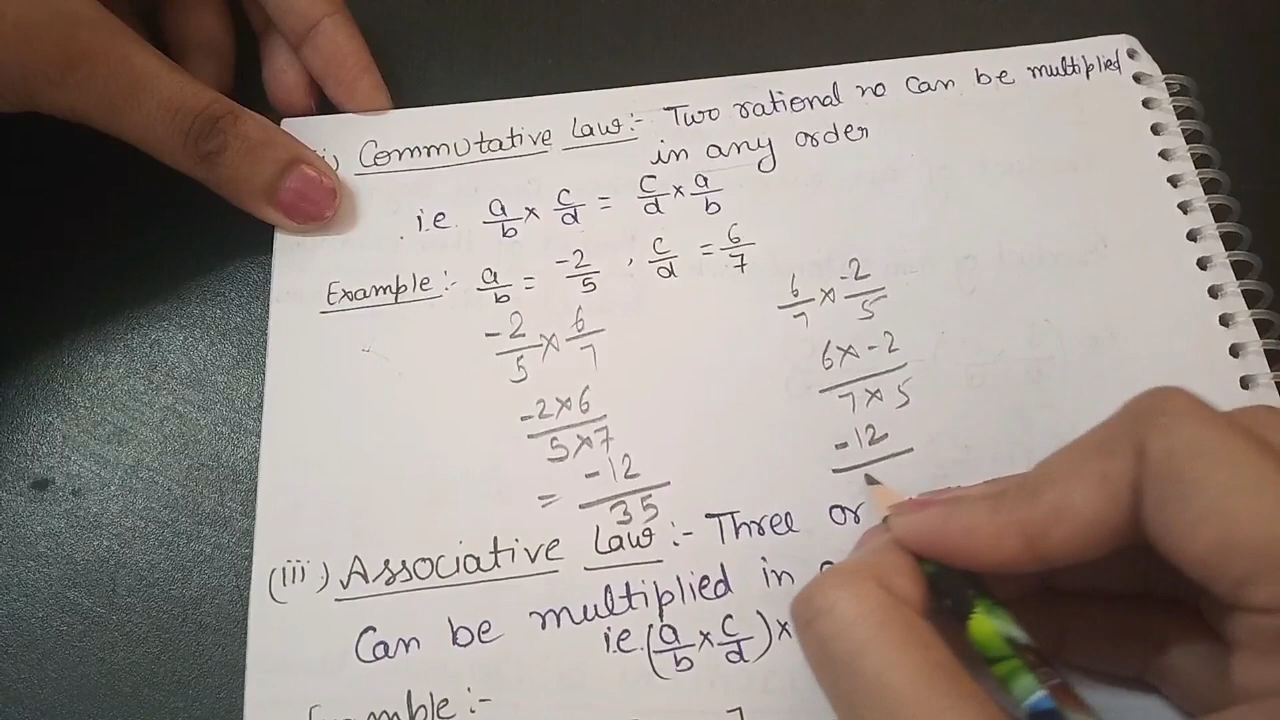 i) Commutative Law:- Two rational no can be multiplied
in any order
i.e. a/b × c/d = c/d × a/b
Example:- a/b = -2/5 , c/d = 6/7
-2/5 × 6/7
-2×6/5×7
= -12/35
6/7 × -2/5
6×-2/7×5
-12/
(iii) Associative Law:- Three or
Can be multiplied in
i.e. (a/b × c/d) ×
7